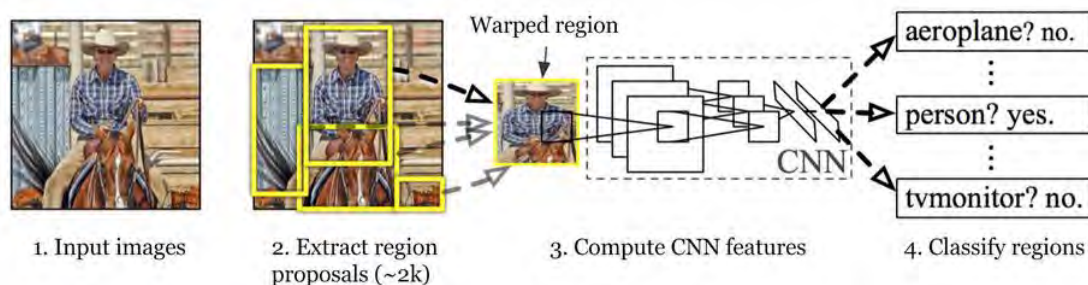 Warped region
aeroplane? no.
⋮
person? yes.
⋮
tvmonitor? no.
CNN
1. Input images
2. Extract region
proposals (~2k)
3. Compute CNN features
4. Classify regions